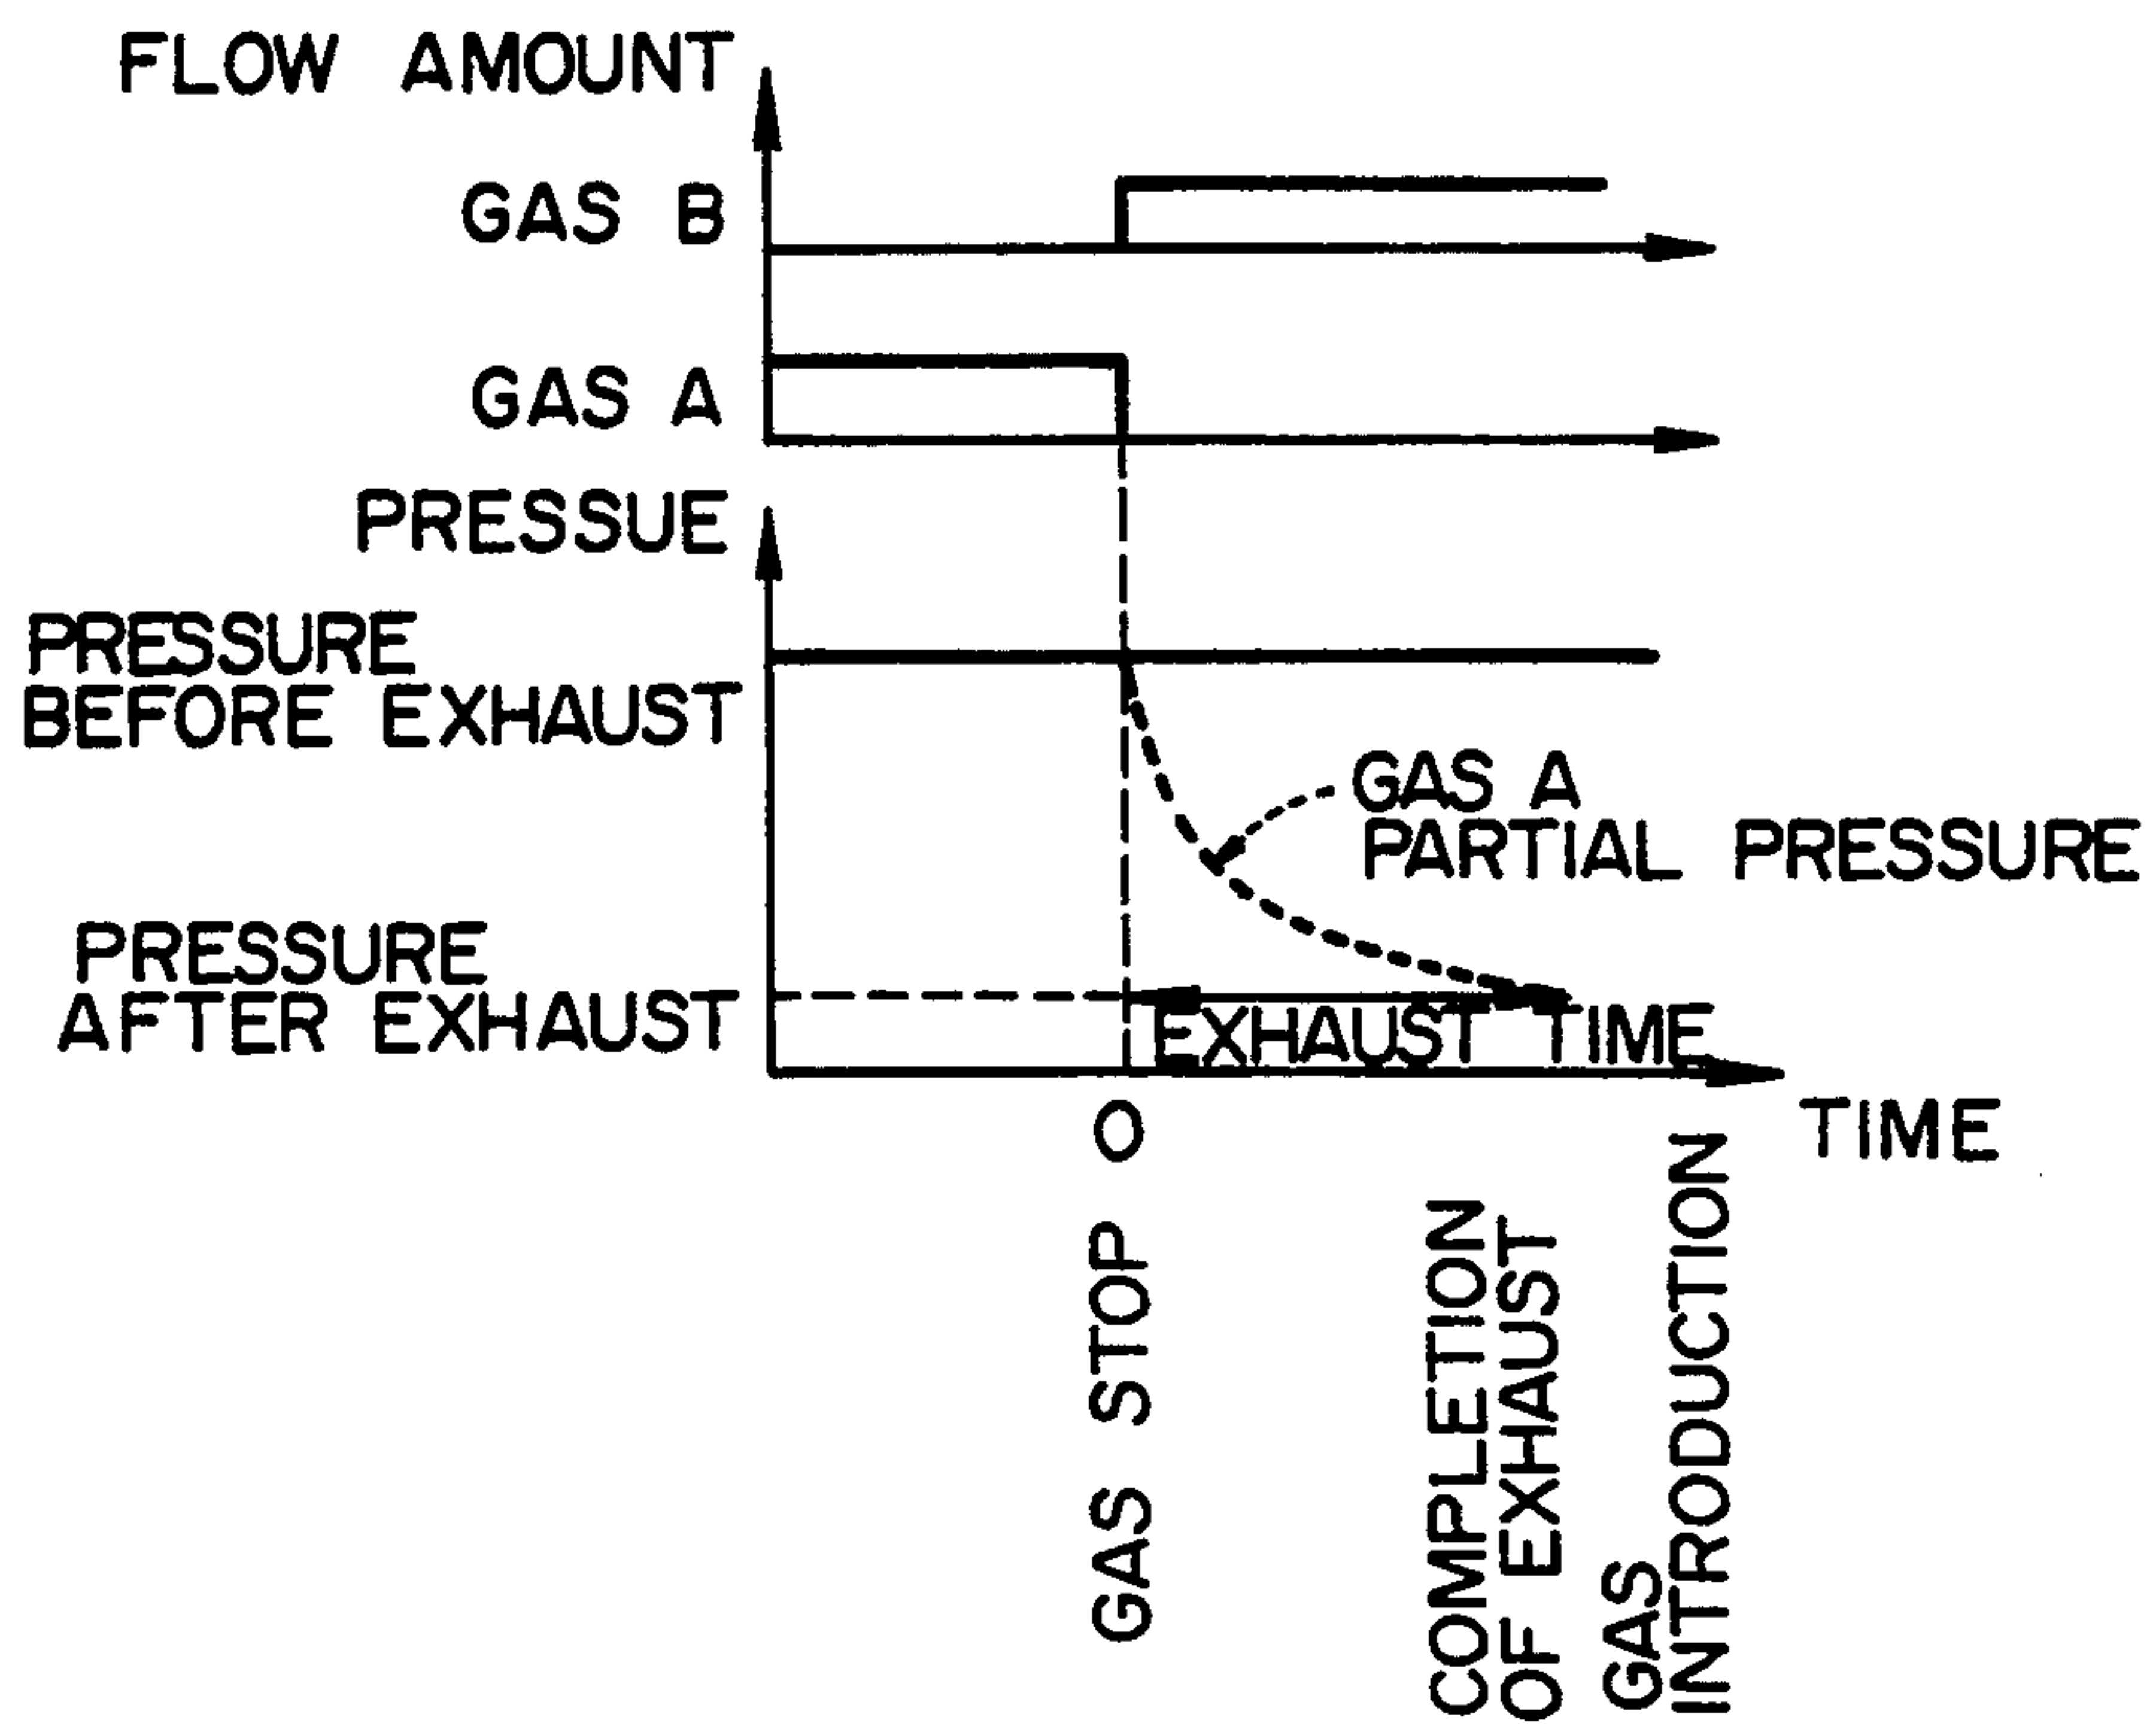 FLOW AMOUNT
GAS B
GAS A
PRESSUE
PRESSURE
BEFORE EXHAUST
GAS A
PARTIAL PRESSURE
PRESSURE
AFTER EXHAUST
EXHAUST TIME
TIME
O
GAS STOP
COMPLETION
OF EXHAUST
GAS
INTRODUCTION